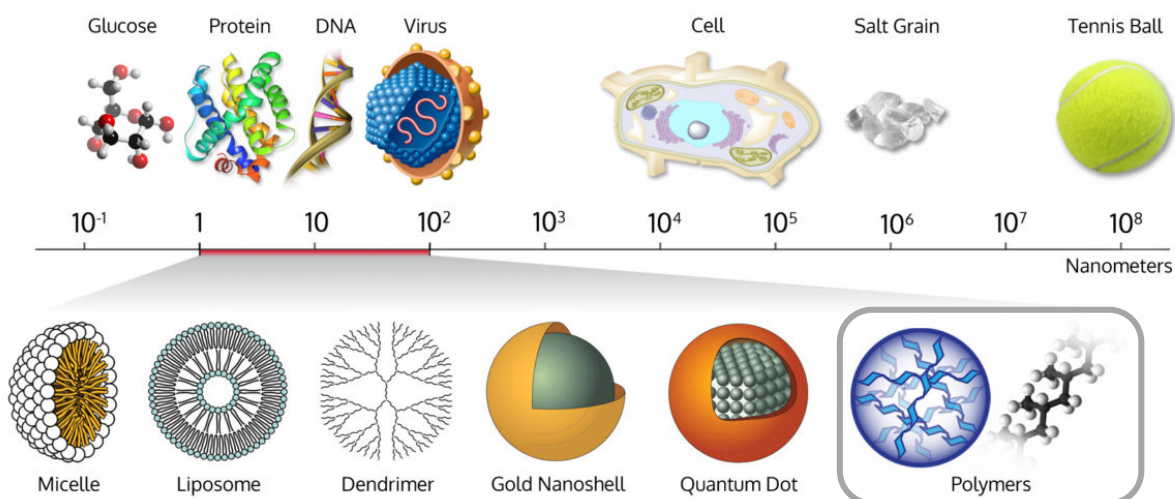 Glucose Protein DNA Virus Cell Salt Grain Tennis Ball
10⁻¹ 1 10 10² 10³ 10⁴ 10⁵ 10⁶ 10⁷ 10⁸
Nanometers
Micelle Liposome Dendrimer Gold Nanoshell Quantum Dot Polymers